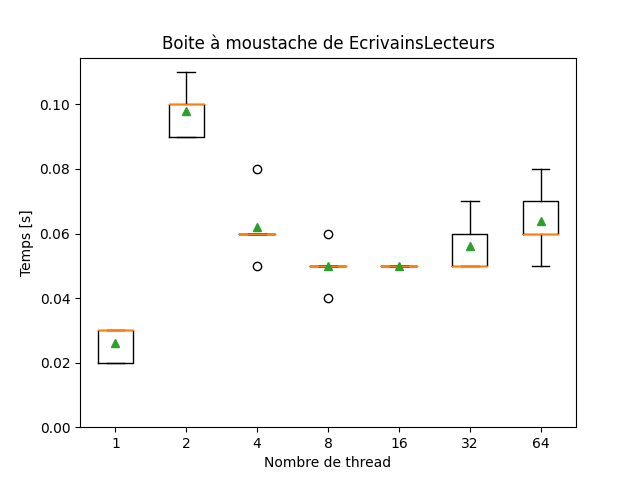 Boite à moustache de EcrivainsLecteurs
0.10
0.08
0.06
0.04
0.02
0.00
Temps [s]
1 2 4 8 16 32 64
Nombre de thread